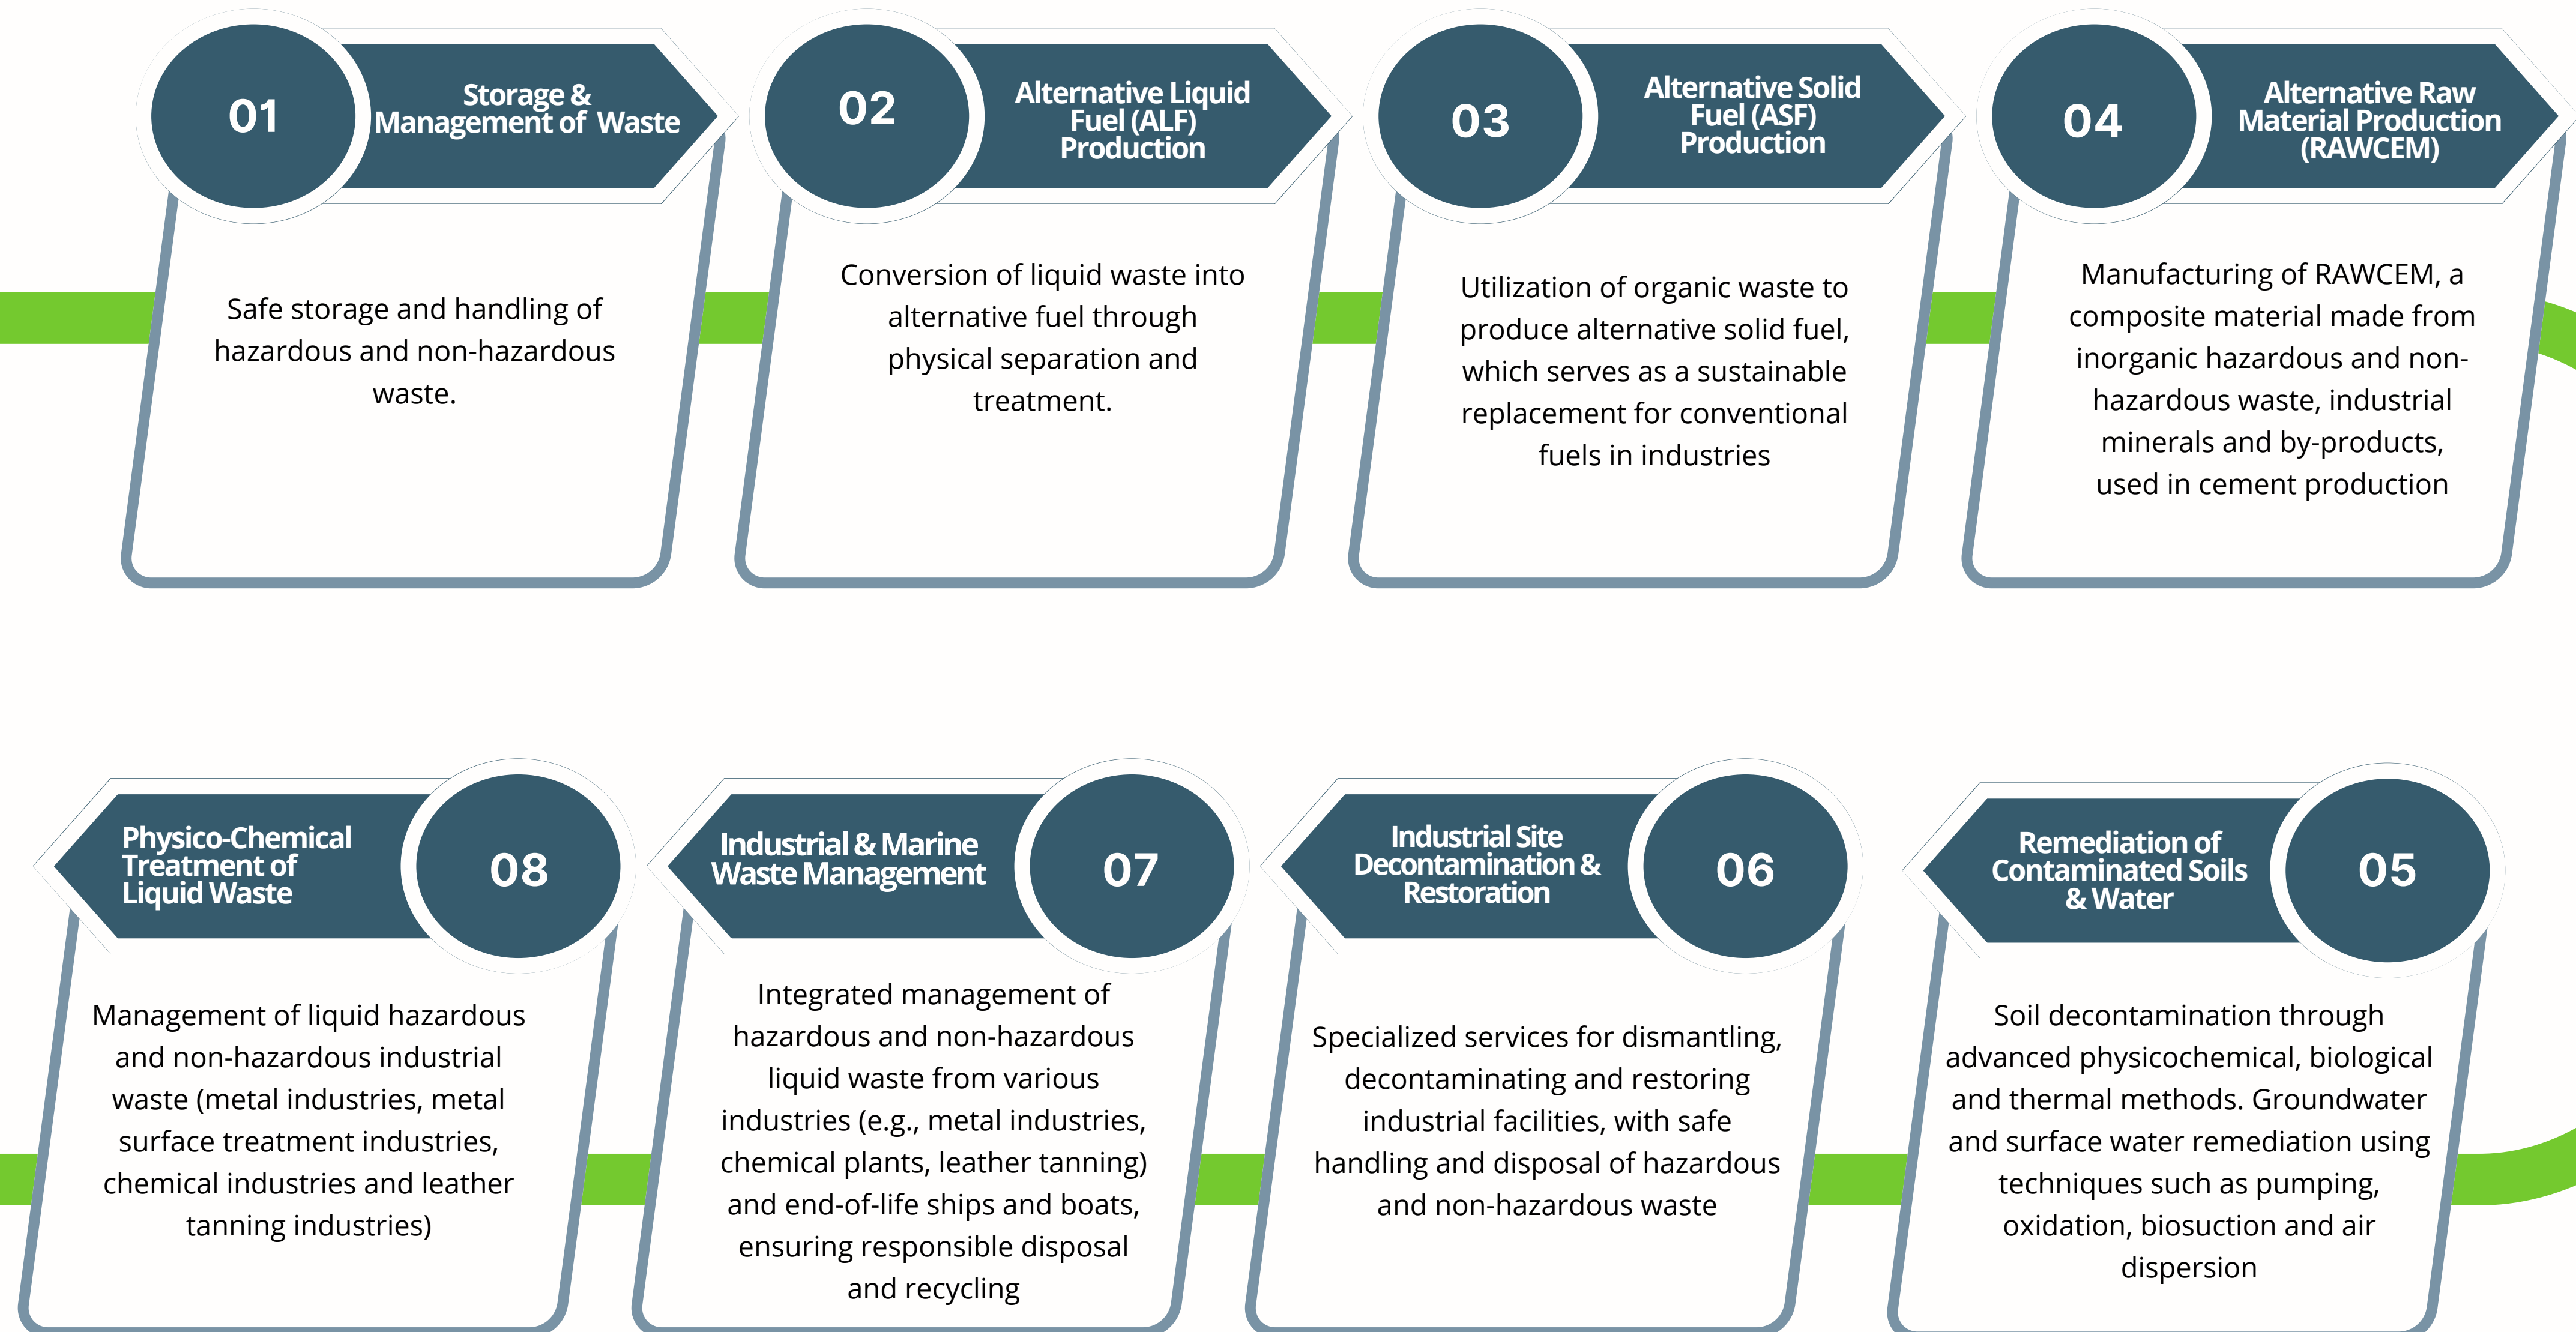 01
Storage &
Management of Waste
Safe storage and handling of
hazardous and non-hazardous
waste.
02
Alternative Liquid
Fuel (ALF)
Production
Conversion of liquid waste into
alternative fuel through
physical separation and
treatment.
03
Alternative Solid
Fuel (ASF)
Production
Utilization of organic waste to
produce alternative solid fuel,
which serves as a sustainable
replacement for conventional
fuels in industries
04
Alternative Raw
Material Production
(RAWCEM)
Manufacturing of RAWCEM, a
composite material made from
inorganic hazardous and non-
hazardous waste, industrial
minerals and by-products,
used in cement production
05
Remediation of
Contaminated Soils
& Water
Soil decontamination through
advanced physicochemical, biological
and thermal methods. Groundwater
and surface water remediation using
techniques such as pumping,
oxidation, biosuction and air
dispersion
06
Industrial Site
Decontamination &
Restoration
Specialized services for dismantling,
decontaminating and restoring
industrial facilities, with safe
handling and disposal of hazardous
and non-hazardous waste
07
Industrial & Marine
Waste Management
Integrated management of
hazardous and non-hazardous
liquid waste from various
industries (e.g., metal industries,
chemical plants, leather tanning)
and end-of-life ships and boats,
ensuring responsible disposal
and recycling
08
Physico-Chemical
Treatment of
Liquid Waste
Management of liquid hazardous
and non-hazardous industrial
waste (metal industries, metal
surface treatment industries,
chemical industries and leather
tanning industries)